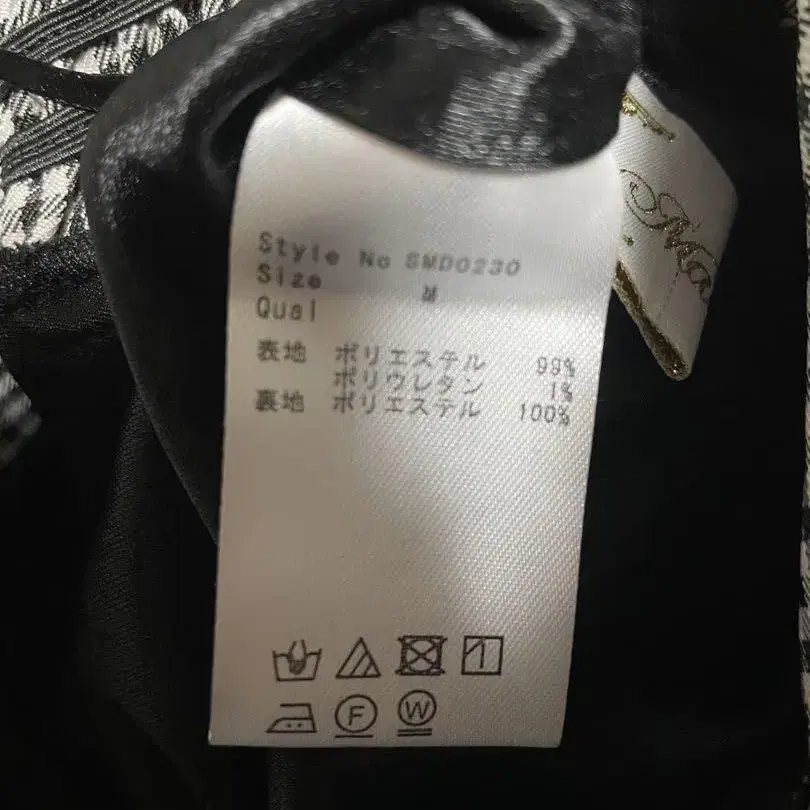 Style No SMD0230
Size M
Qual
表地 ポリエステル 99%
ポリウレタン 1%
裏地 ポリエステル 100%
F W
Ma